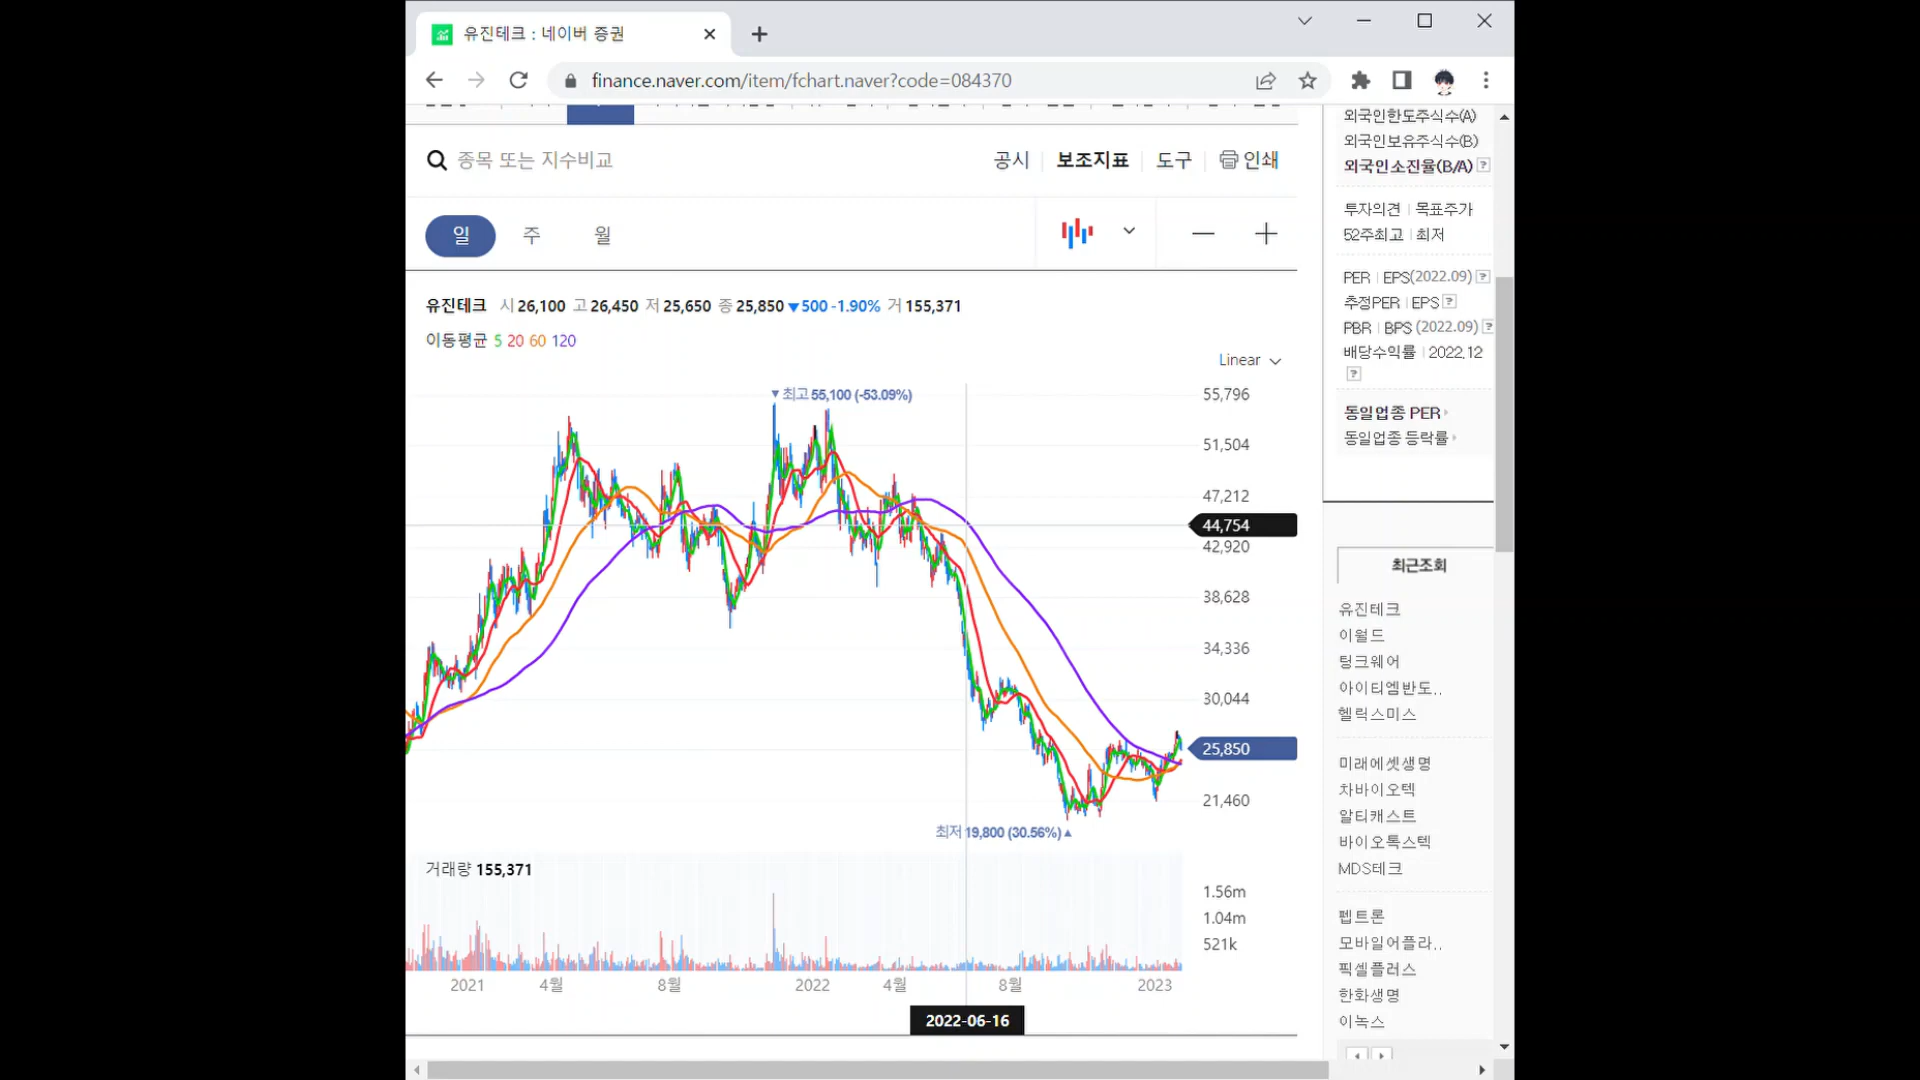 유진테크 : 네이버 증권
finance.naver.com/item/fchart.naver?code=084370
종목 또는 지수비교
공시 보조지표 도구 인쇄
일 주 월
유진테크 시 26,100 고 26,450 저 25,650 종 25,850 ▼500 -1.90% 거 155,371
이동평균 5 20 60 120
Linear
▼최고 55,100 (-53.09%)
55,796
51,504
47,212
44,754
42,920
38,628
34,336
30,044
25,850
21,460
최저 19,800 (30.56%)▲
거래량 155,371
1.56m
1.04m
521k
2021 4월 8월 2022 4월 8월 2023
2022-06-16
외국인한도주식수(A)
외국인보유주식수(B)
외국인소진율(B/A) ?
투자의견 | 목표주가
52주최고 | 최저
PER | EPS(2022.09) ?
추정PER | EPS ?
PBR | BPS (2022.09) ?
배당수익률 | 2022.12
?
동일업종 PER
동일업종 등락률
최근조회
유진테크
이월드
팅크웨어
아이티엠반도..
헬릭스미스
미래에셋생명
차바이오텍
알티캐스트
바이오톡스텍
MDS테크
펩트론
모바일어플라..
픽셀플러스
한화생명
이녹스